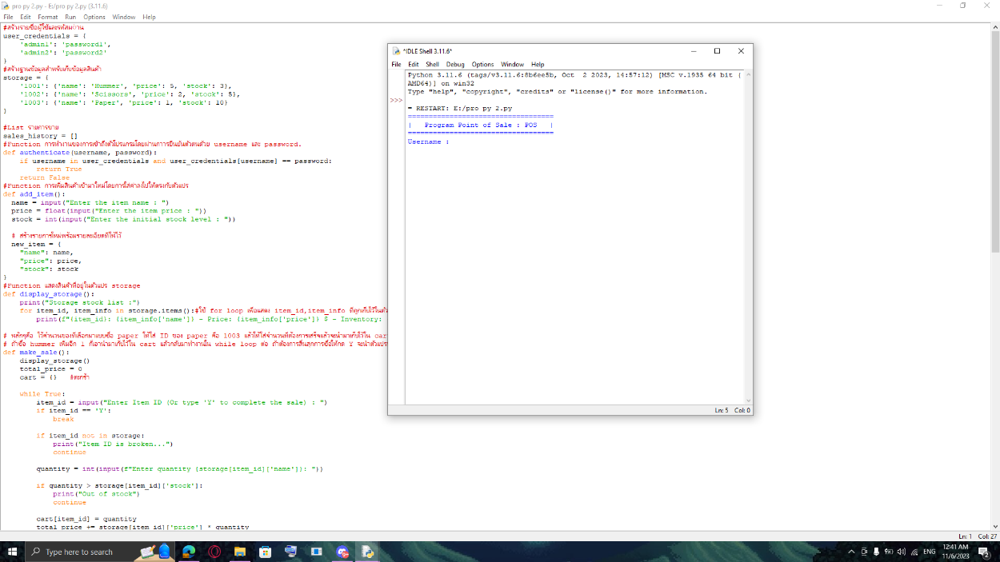 pro py 2.py - E:/pro py 2.py (3.11.6)
File Edit Format Run Options Window Help
#สร้างรายชื่อผู้ใช้และรหัสผ่าน
user_credentials = {
    'admin1': 'password1',
    'admin2': 'password2'
}
#สร้างฐานข้อมูลสำหรับเก็บข้อมูลสินค้า
storage = {
    '1001': {'name': 'Hummer', 'price': 5, 'stock': 3},
    '1002': {'name': 'Scissors', 'price': 2, 'stock': 5},
    '1003': {'name': 'Paper', 'price': 1, 'stock': 10}
}
#List รายการขาย
sales_history = []
#Function การทำงานของการเข้าถึงตัวโปรแกรมโดยผ่านการยืนยันตัวตนด้วย username และ password.
def authenticate(username, password):
    if username in user_credentials and user_credentials[username] == password:
        return True
    return False
#Function การเพิ่มสินค้าเข้ามาใหม่โดยการใส่ค่าลงไปให้ตรงกับตัวแปร
def add_item():
  name = input("Enter the item name : ")
  price = float(input("Enter the item price : "))
  stock = int(input("Enter the initial stock level : "))
  # สร้างรายการใหม่พร้อมรายละเอียดที่ให้ไว้
  new_item = {
    "name": name,
    "price": price,
    "stock": stock
}
#Function แสดงสินค้าที่อยู่ในตัวแปร storage
def display_storage():
    print("Storage stock list :")
    for item_id, item_info in storage.items():#ใช้ for loop เพื่อแสดง item_id,item_info ที่ถูกเก็บไว้ในตัว
        print(f"{item_id}: {item_info['name']} - Price: {item_info['price']} $ - Inventory:
# หลักๆคือ ไว้คำนวนของที่เลือกมาแบบซื้อ paper ให้ใส่ ID ของ paper คือ 1003 แล้วให้ใส่จำนวนที่ต้องการเสร็จแล้วจะนำมาเก็บไว้ใน car
# ถ้าซื้อ hummer เพิ่มอีก 1 ก็เอานำมาเก็บไว้ใน cart แล้วกลับมาทำงานใน while loop ต่อ ถ้าต้องการสิ้นสุดการซื้อให้กด Y จะนำตัวแปร
def make_sale():
    display_storage()
    total_price = 0
    cart = {}   #ตะกร้า
    while True:
        item_id = input("Enter Item ID (Or type 'Y' to complete the sale) : ")
        if item_id == 'Y':
            break
        if item_id not in storage:
            print("Item ID is broken...")
            continue
        quantity = int(input(f"Enter quantity {storage[item_id]['name']}: "))
        if quantity > storage[item_id]['stock']:
            print("Out of stock")
            continue
        cart[item_id] = quantity
        total_price += storage[item_id]['price'] * quantity
Ln: 1 Col: 27
*IDLE Shell 3.11.6*
File Edit Shell Debug Options Window Help
Python 3.11.6 (tags/v3.11.6:8b6ee5b, Oct  2 2023, 14:57:12) [MSC v.1935 64 bit (
AMD64)] on win32
Type "help", "copyright", "credits" or "license()" for more information.
>>>
= RESTART: E:/pro py 2.py
===================================
|   Program Point of Sale : POS   |
===================================
Username :
Ln: 5 Col: 0
Type here to search
ENG
12:41 AM
11/6/2023
2